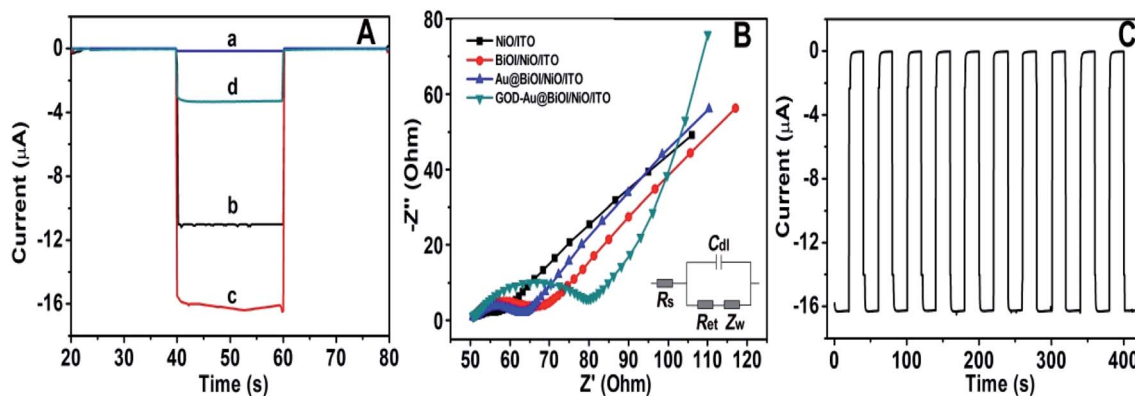 A
0
-4
-8
-12
-16
Current (μA)
a
d
b
c
20
30
40
50
60
70
80
Time (s)
B
80
60
40
20
0
-Z" (Ohm)
NiO/ITO
BiOI/NiO/ITO
Au@BiOI/NiO/ITO
GOD-Au@BiOI/NiO/ITO
Cdl
Rs
Ret Zw
50 60 70 80 90 100 110 120
Z' (Ohm)
C
0
-4
-8
-12
-16
Current (μA)
0 100 200 300 400
Time (s)